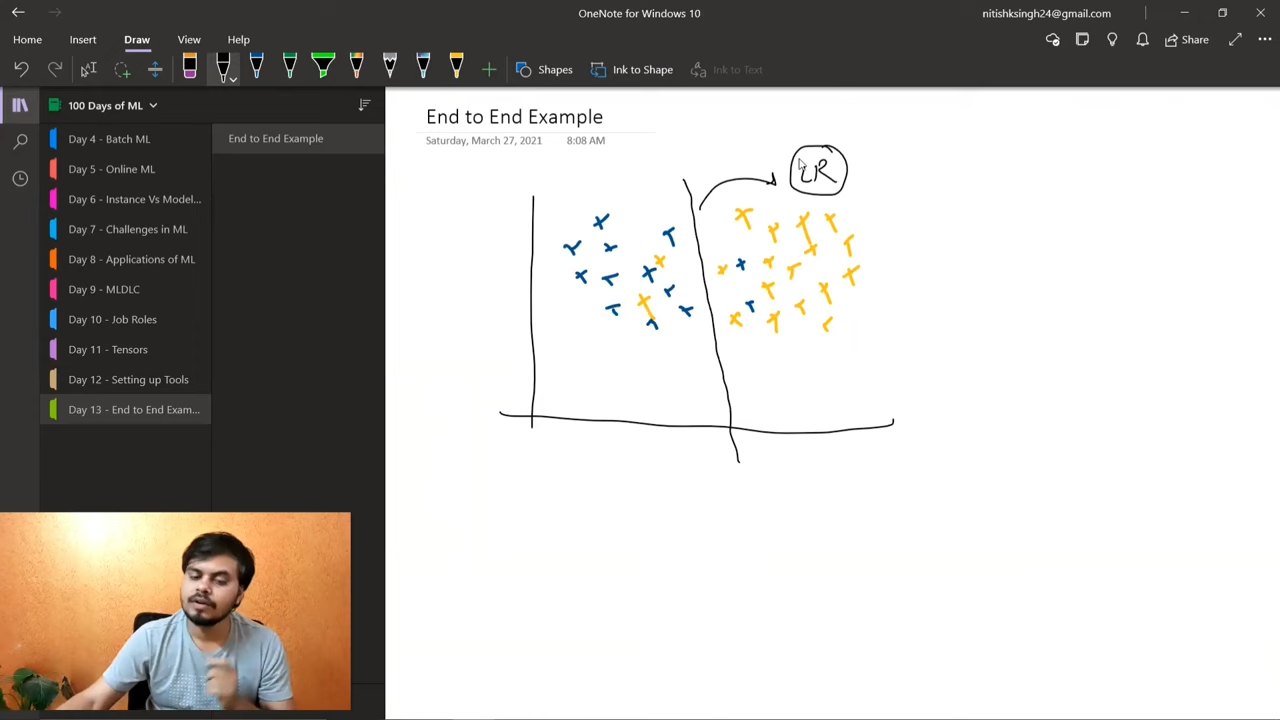 OneNote for Windows 10
nitishksingh24@gmail.com
Home
Insert
Draw
View
Help
Share
Shapes
Ink to Shape
Ink to Text
100 Days of ML
Day 4 - Batch ML
Day 5 - Online ML
Day 6 - Instance Vs Model...
Day 7 - Challenges in ML
Day 8 - Applications of ML
Day 9 - MLDLC
Day 10 - Job Roles
Day 11 - Tensors
Day 12 - Setting up Tools
Day 13 - End to End Exam...
End to End Example
End to End Example
Saturday, March 27, 2021 8:08 AM
LR